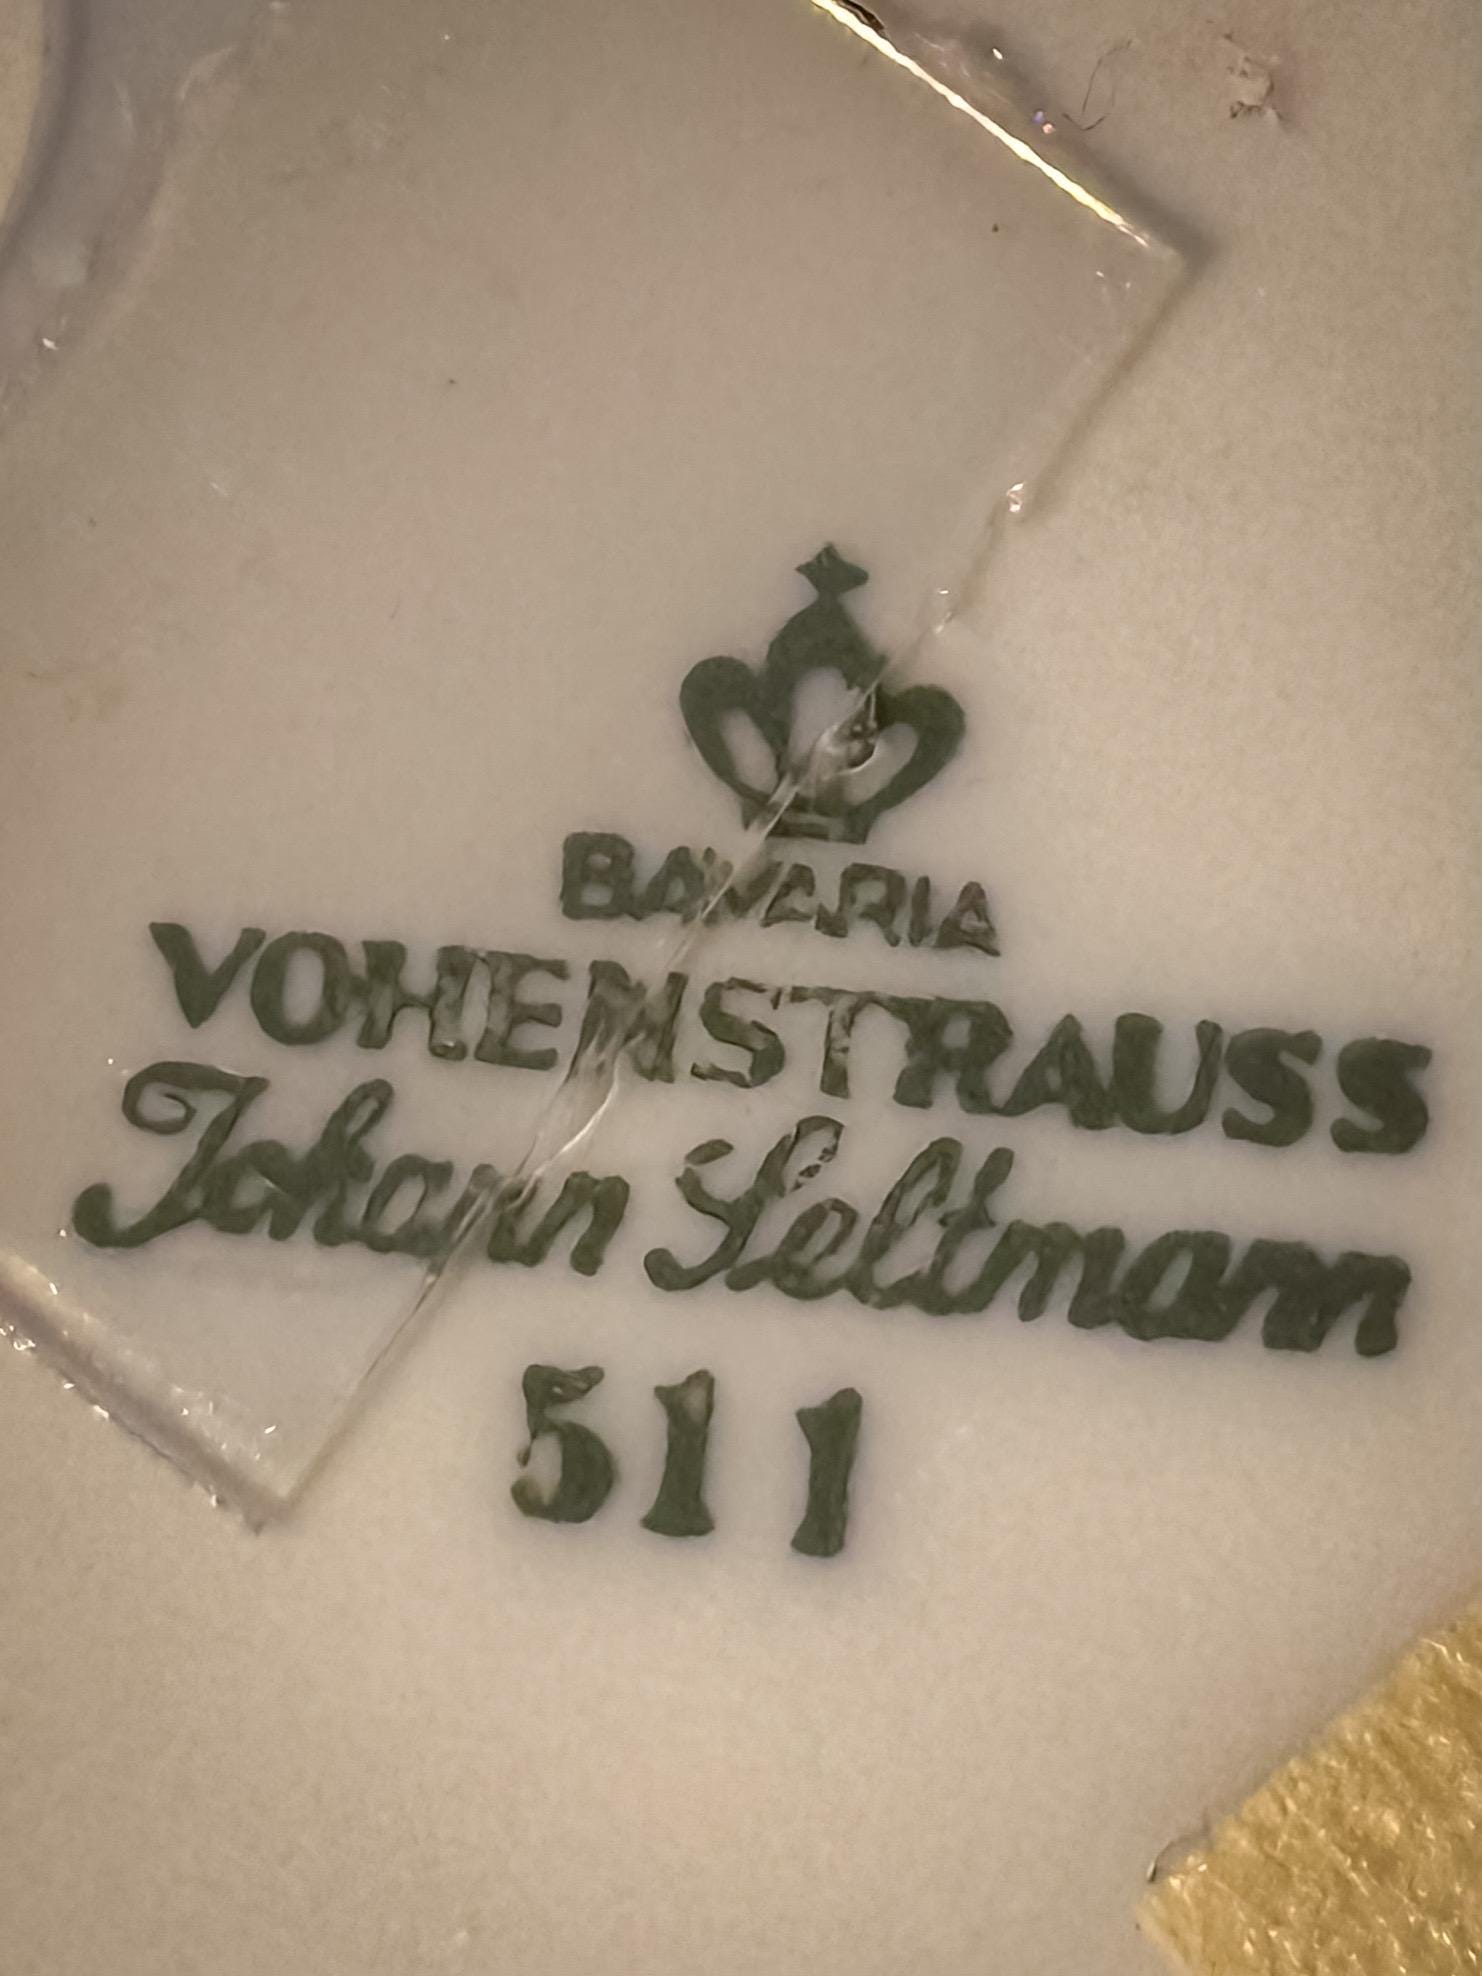 BAVARIA
VOHENSTRAUSS
Johann Seltmann
511